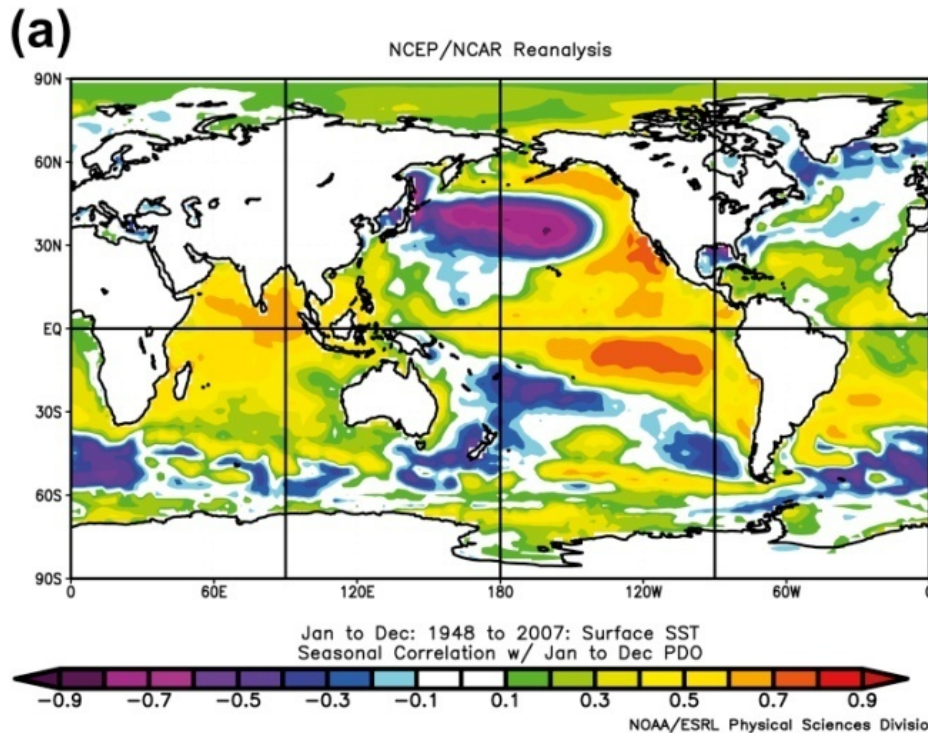 (a)
NCEP/NCAR Reanalysis
90N
60N
30N
EQ
30S
60S
90S
0 60E 120E 180 120W 60W 0
Jan to Dec: 1948 to 2007: Surface SST
Seasonal Correlation w/ Jan to Dec PDO
-0.9 -0.7 -0.5 -0.3 -0.1 0.1 0.3 0.5 0.7 0.9
NOAA/ESRL Physical Sciences Divisio